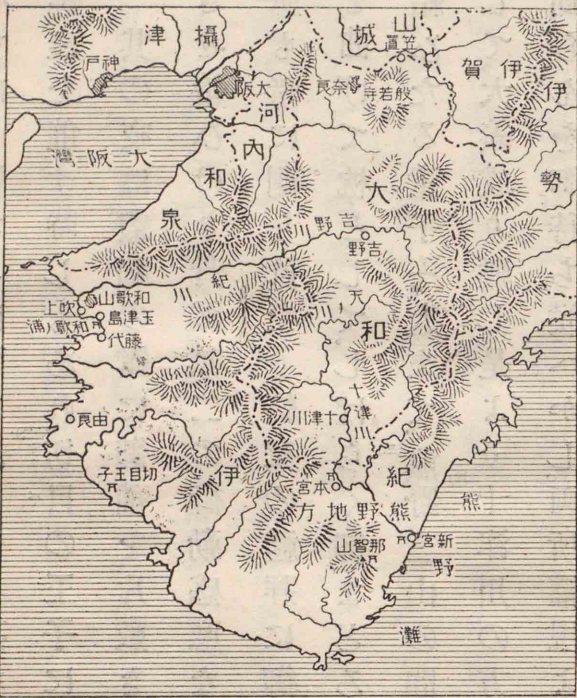 攝津
山城
笠置
伊賀
伊勢
神戸
大阪
奈良
般若寺
河内
大阪灣
和泉
大和
吉野川
吉野
紀川
天
和歌山
吹上
玉津島
和歌ノ浦
藤代
十津川
十津川
由良
切目王子
本宮
紀伊
熊野地方
那智山
新宮
熊野灘